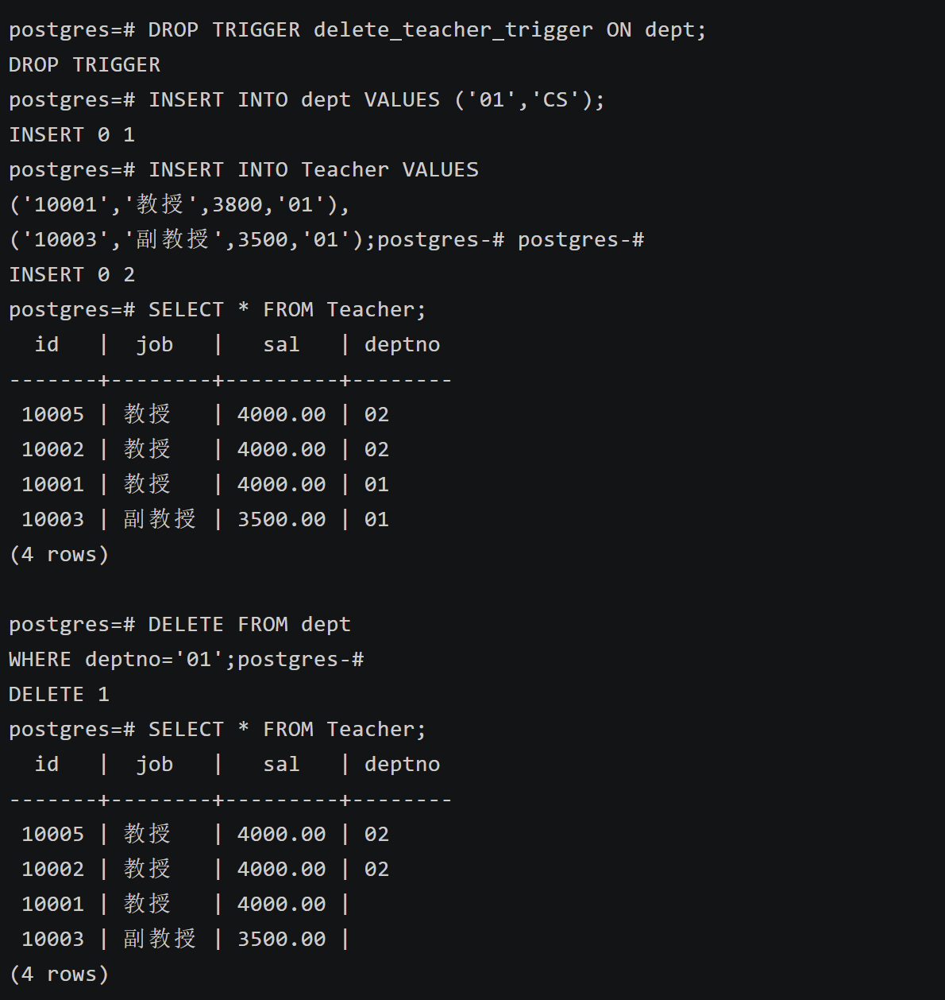 postgres=# DROP TRIGGER delete_teacher_trigger ON dept;
DROP TRIGGER
postgres=# INSERT INTO dept VALUES ('01','CS');
INSERT 0 1
postgres=# INSERT INTO Teacher VALUES
('10001','教授',3800,'01'),
('10003','副教授',3500,'01');postgres-# postgres-#
INSERT 0 2
postgres=# SELECT * FROM Teacher;
  id   |  job   |   sal   | deptno
-------+--------+---------+--------
 10005 | 教授   | 4000.00 | 02
 10002 | 教授   | 4000.00 | 02
 10001 | 教授   | 4000.00 | 01
 10003 | 副教授 | 3500.00 | 01
(4 rows)

postgres=# DELETE FROM dept
WHERE deptno='01';postgres-#
DELETE 1
postgres=# SELECT * FROM Teacher;
  id   |  job   |   sal   | deptno
-------+--------+---------+--------
 10005 | 教授   | 4000.00 | 02
 10002 | 教授   | 4000.00 | 02
 10001 | 教授   | 4000.00 |
 10003 | 副教授 | 3500.00 |
(4 rows)